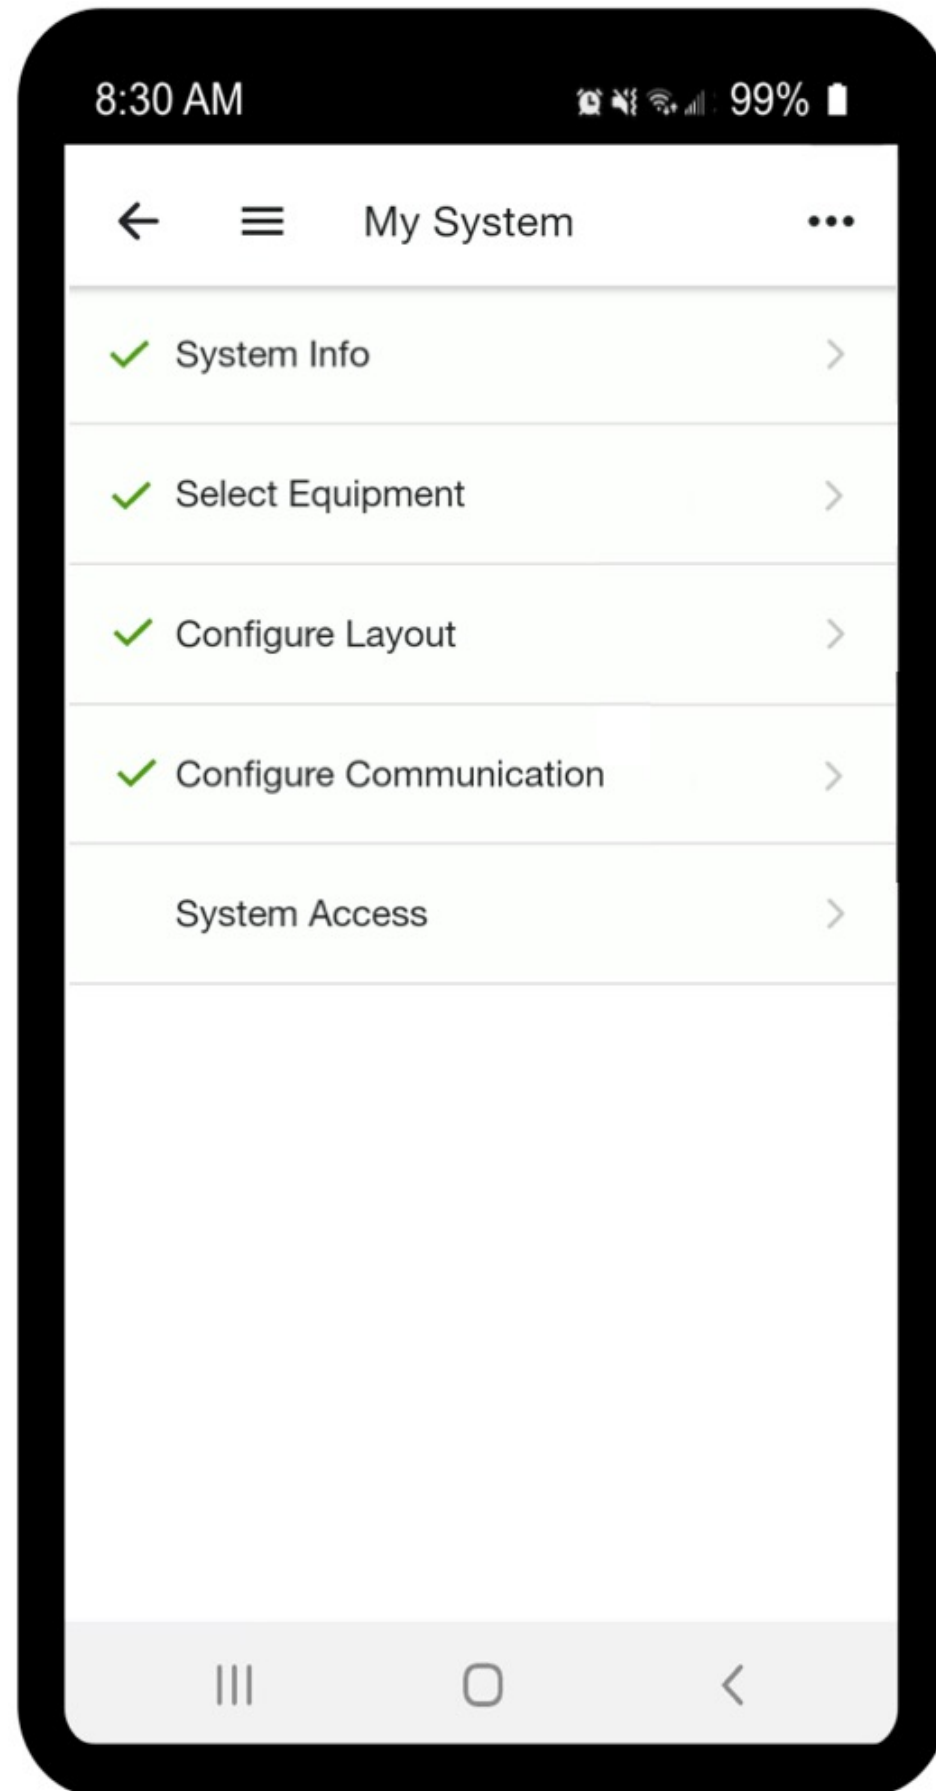 8:30 AM 99%
My System
System Info
Select Equipment
Configure Layout
Configure Communication
System Access